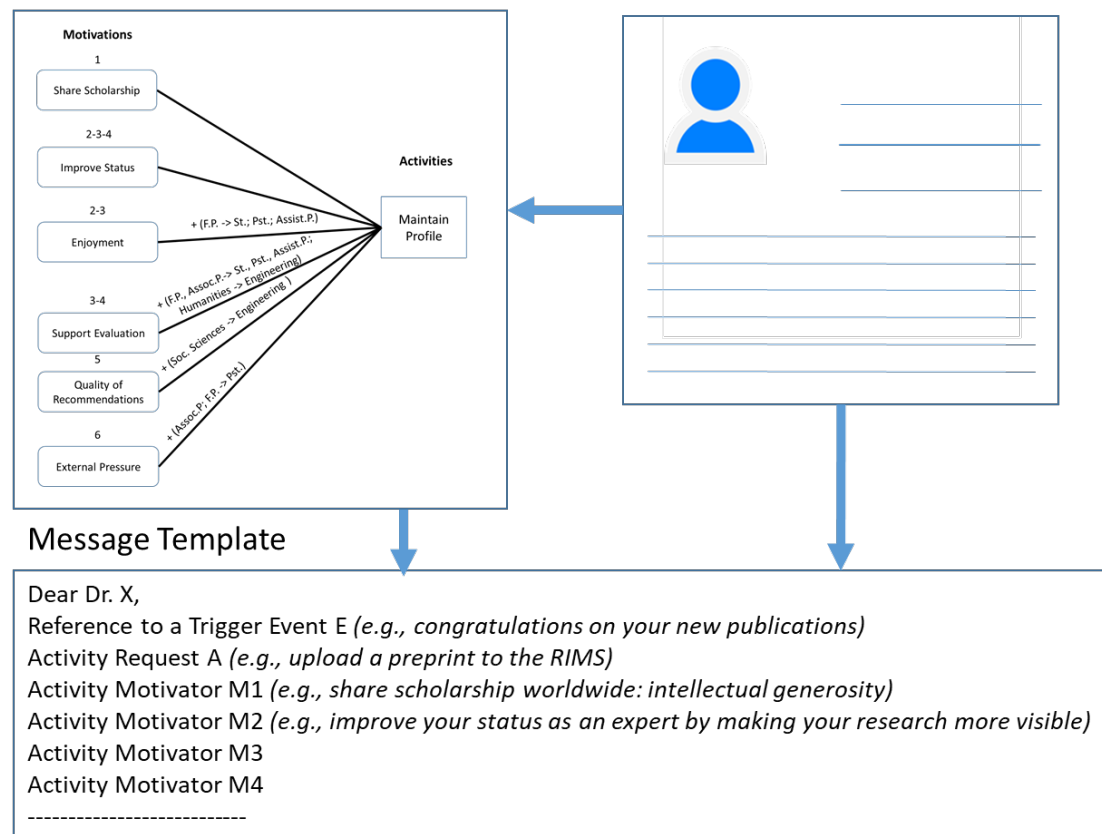 Motivations
1
Share Scholarship
2-3-4
Improve Status
Activities
Maintain
Profile
2-3
Enjoyment
+ (F.P. -> St.; Pst.; Assist.P.)
3-4
Support Evaluation
+ (F.P., Assoc.P.-> St., Pst., Assist.P.;
Humanities -> Engineering)
5
Quality of
Recommendations
+ (Soc. Sciences -> Engineering )
6
External Pressure
+ (Assoc.P; F.P. -> Pst.)
Message Template
Dear Dr. X,
Reference to a Trigger Event E (e.g., congratulations on your new publications)
Activity Request A (e.g., upload a preprint to the RIMS)
Activity Motivator M1 (e.g., share scholarship worldwide: intellectual generosity)
Activity Motivator M2 (e.g., improve your status as an expert by making your research more visible)
Activity Motivator M3
Activity Motivator M4
---------------------------